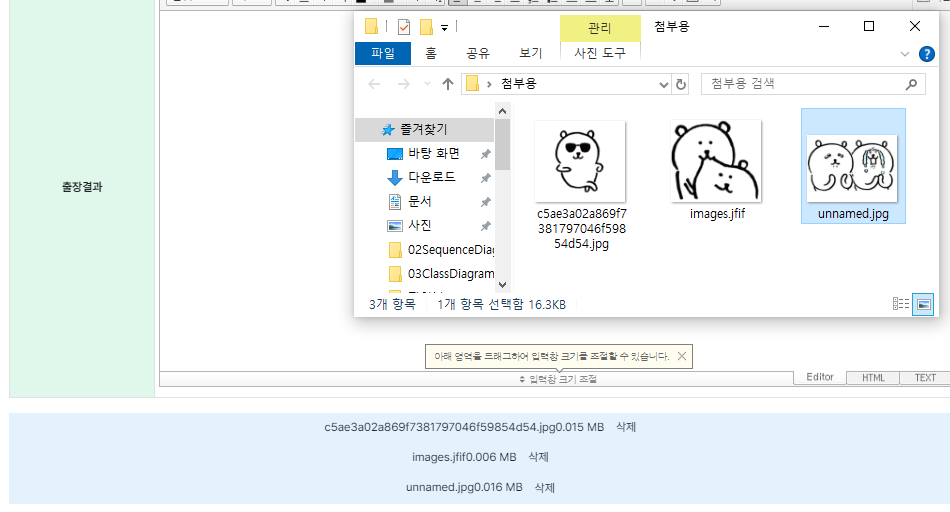 관리
첨부용
파일
홈
공유
보기
사진 도구
첨부용
첨부용 검색
즐겨찾기
바탕 화면
다운로드
문서
사진
02SequenceDia
03ClassDiagram
c5ae3a02a869f7
381797046f598
54d54.jpg
images.jfif
unnamed.jpg
3개 항목
1개 항목 선택함 16.3KB
출장결과
아래 영역을 드래그하여 입력창 크기를 조절할 수 있습니다.
입력창 크기 조절
Editor
HTML
TEXT
c5ae3a02a869f7381797046f59854d54.jpg0.015 MB 삭제
images.jfif0.006 MB 삭제
unnamed.jpg0.016 MB 삭제